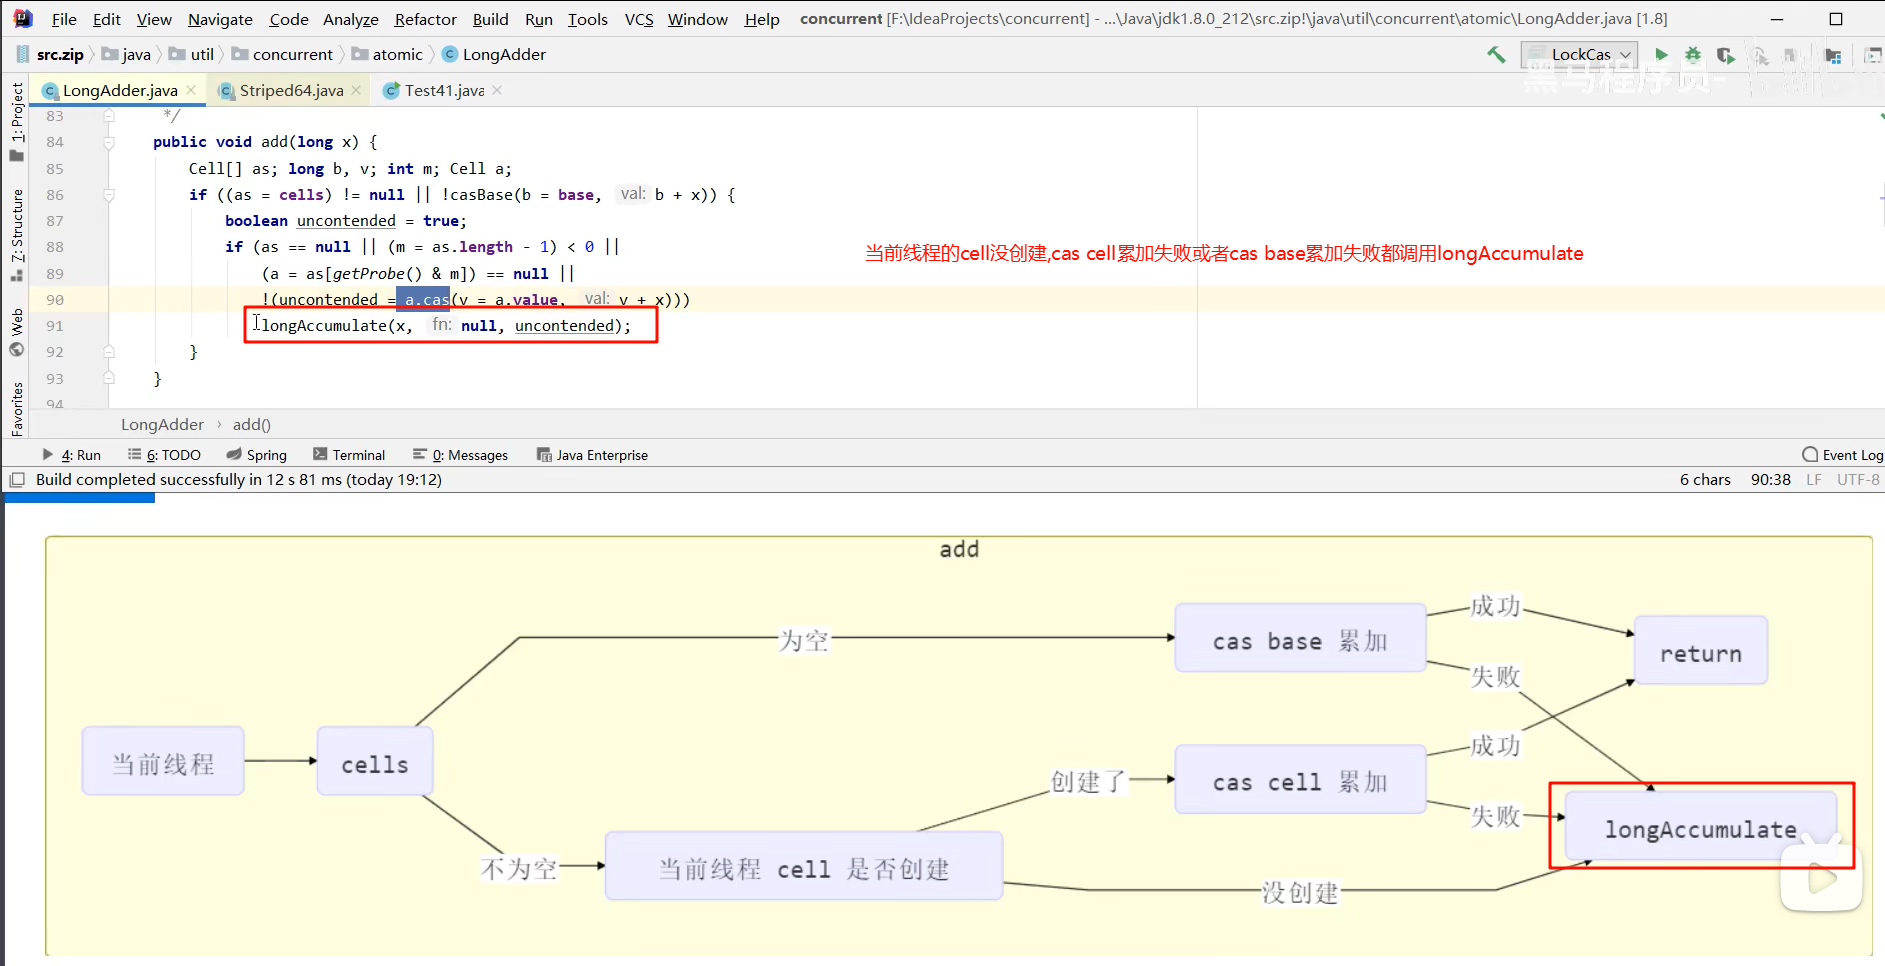 File Edit View Navigate Code Analyze Refactor Build Run Tools VCS Window Help concurrent [F:\IdeaProjects\concurrent] - ...\Java\jdk1.8.0_212\src.zip!\java\util\concurrent\atomic\LongAdder.java [1.8]
src.zip java util concurrent atomic LongAdder LockCas
黑马程序员-
LongAdder.java Striped64.java Test41.java
1: Project
Z: Structure
Web
Favorites
83 */
84 public void add(long x) {
85 Cell[] as; long b, v; int m; Cell a;
86 if ((as = cells) != null || !casBase(b = base, val: b + x)) {
87 boolean uncontended = true;
88 if (as == null || (m = as.length - 1) < 0 ||
当前线程的cell没创建,cas cell累加失败或者cas base累加失败都调用longAccumulate
89 (a = as[getProbe() & m]) == null ||
90 !(uncontended = a.cas(v = a.value, val: v + x)))
91 longAccumulate(x, fn: null, uncontended);
92 }
93 }
94
LongAdder › add()
4: Run 6: TODO Spring Terminal 0: Messages Java Enterprise Event Log
Build completed successfully in 12 s 81 ms (today 19:12) 6 chars 90:38 LF UTF-8
add
成功
为空
cas base 累加
return
失败
成功
当前线程
cells
创建了
cas cell 累加
失败
longAccumulate
不为空
当前线程 cell 是否创建
没创建